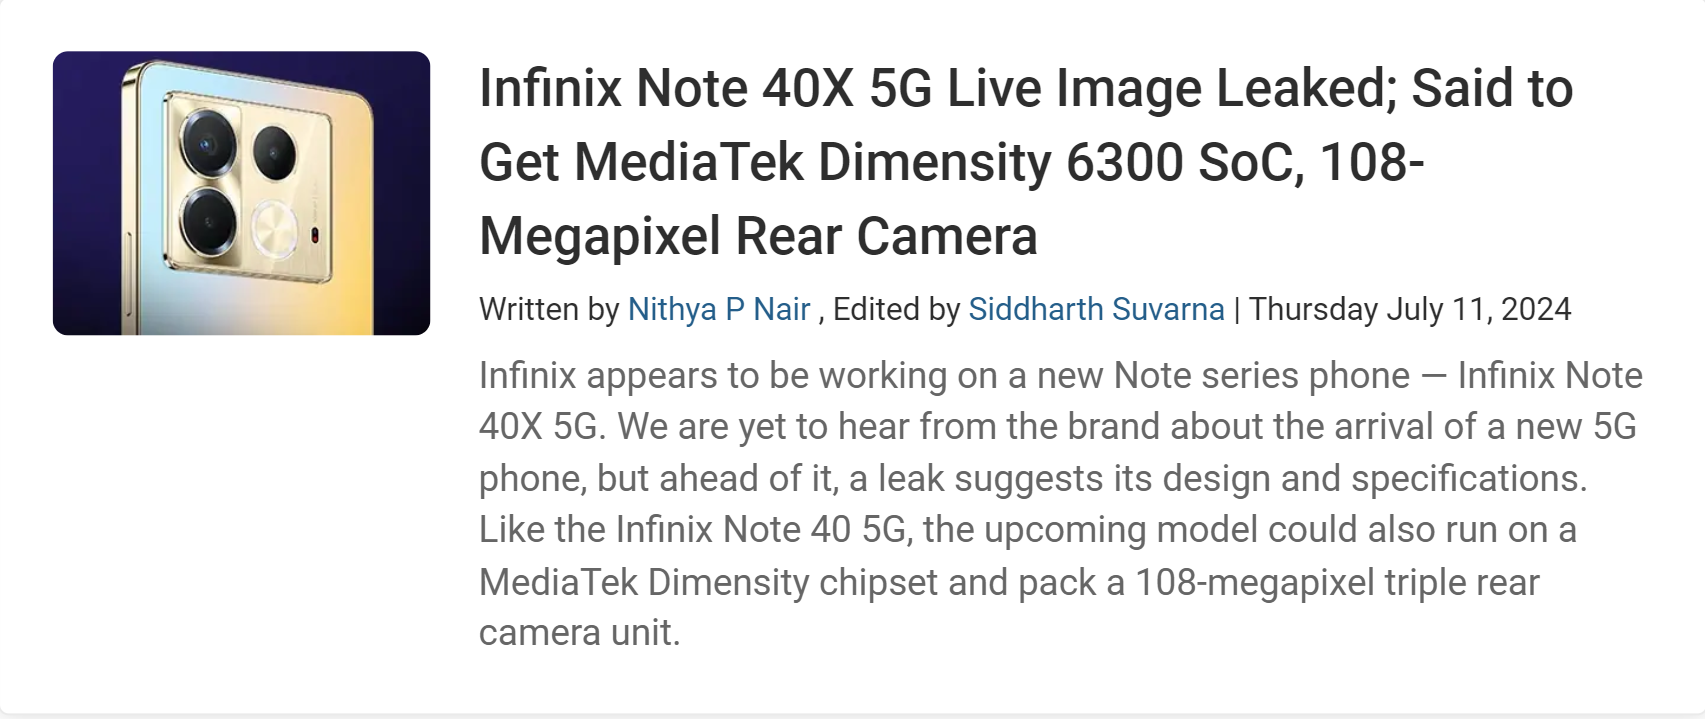 Infinix Note 40X 5G Live Image Leaked; Said to
Get MediaTek Dimensity 6300 SoC, 108-
Megapixel Rear Camera
Written by Nithya P Nair , Edited by Siddharth Suvarna | Thursday July 11, 2024
Infinix appears to be working on a new Note series phone — Infinix Note
40X 5G. We are yet to hear from the brand about the arrival of a new 5G
phone, but ahead of it, a leak suggests its design and specifications.
Like the Infinix Note 40 5G, the upcoming model could also run on a
MediaTek Dimensity chipset and pack a 108-megapixel triple rear
camera unit.